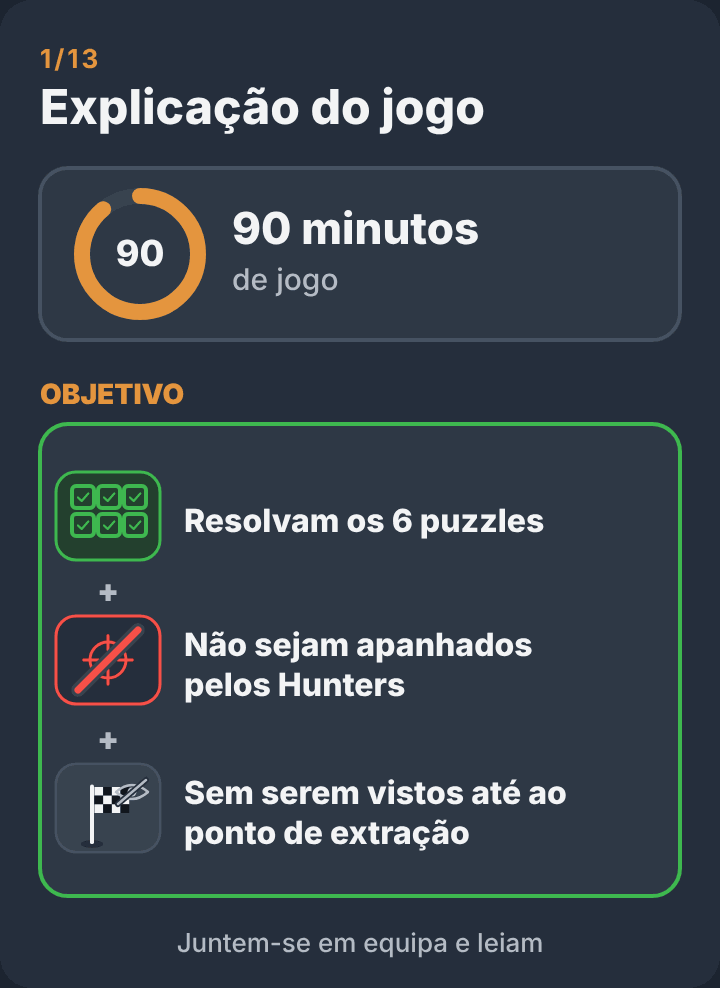 1/13
Explicação do jogo
90
90 minutos
de jogo
OBJETIVO
Resolvam os 6 puzzles
+
Não sejam apanhados
pelos Hunters
+
Sem serem vistos até ao
ponto de extração
Juntem-se em equipa e leiam